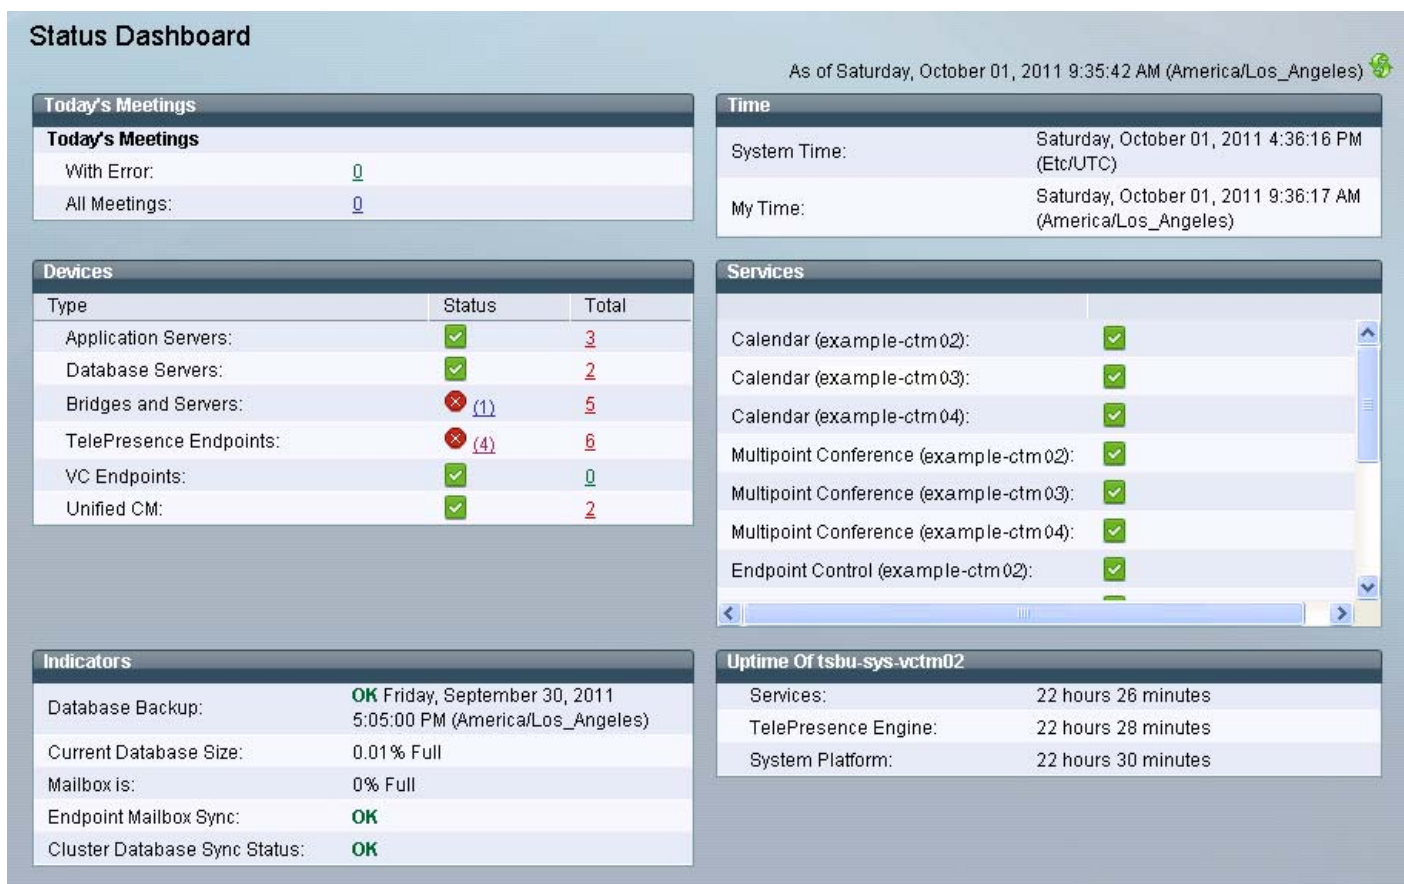 Status Dashboard
As of Saturday, October 01, 2011 9:35:42 AM (America/Los_Angeles)
Today's Meetings
Today's Meetings
With Error: 0
All Meetings: 0
Time
System Time: Saturday, October 01, 2011 4:36:16 PM
(Etc/UTC)
My Time: Saturday, October 01, 2011 9:36:17 AM
(America/Los_Angeles)
Devices
Type Status Total
Application Servers: 3
Database Servers: 2
Bridges and Servers: (1) 5
TelePresence Endpoints: (4) 6
VC Endpoints: 0
Unified CM: 2
Services
Calendar (example-ctm02):
Calendar (example-ctm03):
Calendar (example-ctm04):
Multipoint Conference (example-ctm02):
Multipoint Conference (example-ctm03):
Multipoint Conference (example-ctm04):
Endpoint Control (example-ctm02):
Indicators
Database Backup: OK Friday, September 30, 2011
5:05:00 PM (America/Los_Angeles)
Current Database Size: 0.01% Full
Mailbox is: 0% Full
Endpoint Mailbox Sync: OK
Cluster Database Sync Status: OK
Uptime Of tsbu-sys-vctm02
Services: 22 hours 26 minutes
TelePresence Engine: 22 hours 28 minutes
System Platform: 22 hours 30 minutes